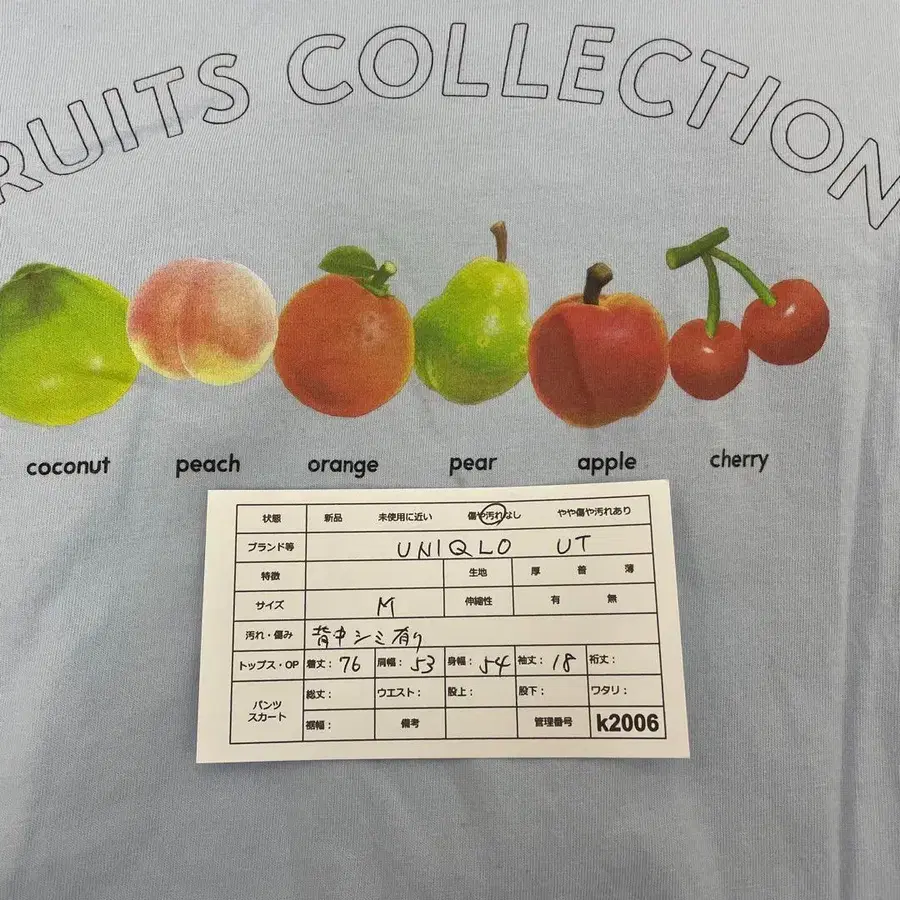 RUITS COLLECTION
coconut peach orange pear apple cherry
状態 新品 未使用に近い 傷や汚れなし やや傷や汚れあり
ブランド等 UNIQLO UT
特徴 生地 厚 普 薄
サイズ M 伸縮性 有 無
汚れ・傷み 背中シミ有り
トップス・OP 着丈: 76 肩幅: 53 身幅: 54 袖丈: 18 裄丈:
パンツ スカート 総丈: ウエスト: 股上: 股下: ワタリ:
裾幅: 備考 管理番号 k2006